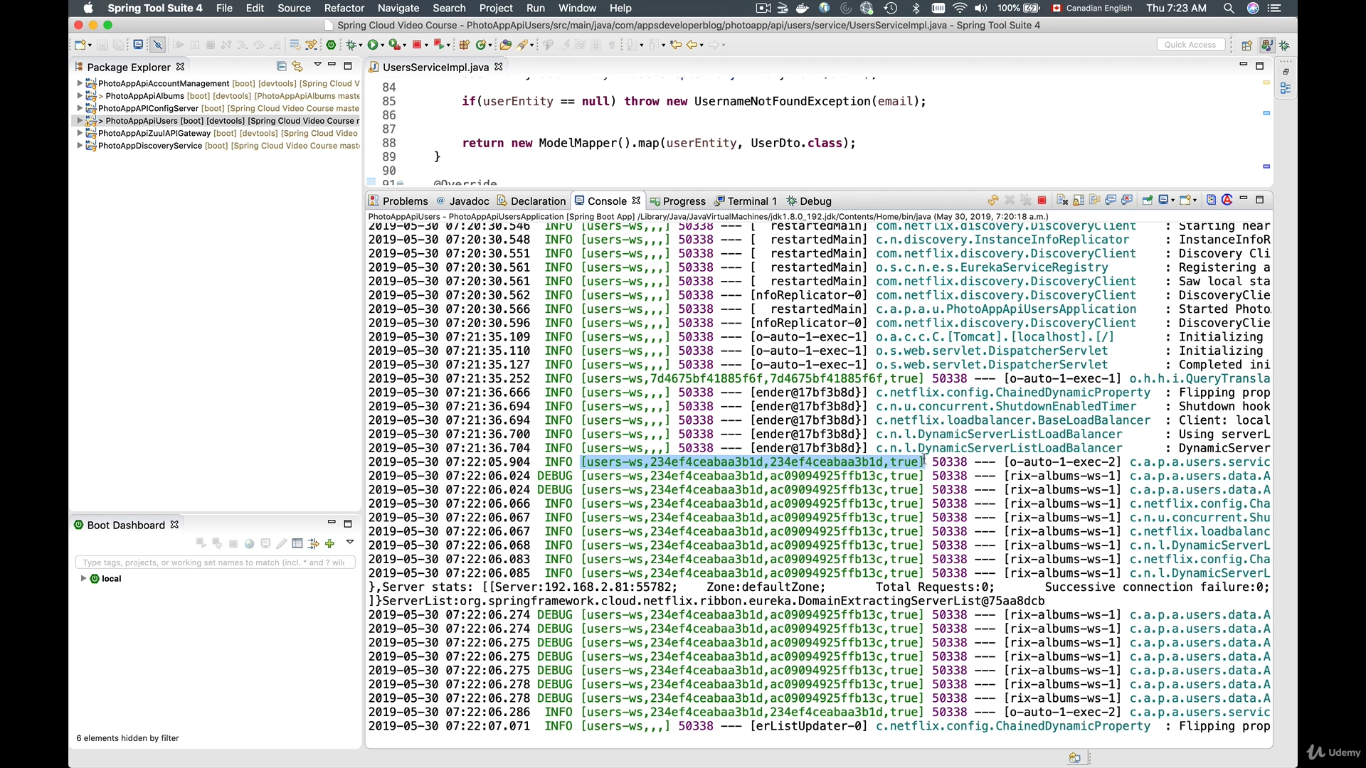 Spring Tool Suite 4 File Edit Source Refactor Navigate Search Project Run Window Help 100% Canadian English Thu 7:23 AM
Spring Cloud Video Course - PhotoAppApiUsers/src/main/java/com/appsdeveloperblog/photoapp/api/users/service/UsersServiceImpl.java - Spring Tool Suite 4
Quick Access
Package Explorer
PhotoAppApiAccountManagement [boot] [devtools] [Spring Cloud V
> PhotoAppApiAlbums [boot] [devtools] [Spring Cloud Video Course
PhotoAppAPIConfigServer [boot] [devtools] [Spring Cloud Video Cou
> PhotoAppApiUsers [boot] [devtools] [Spring Cloud Video Course m
PhotoAppApiZuulAPIGateway [boot] [devtools] [Spring Cloud Video
PhotoAppDiscoveryService [boot] [devtools] [Spring Cloud Video Co
UsersServiceImpl.java
84
85 if(userEntity == null) throw new UsernameNotFoundException(email);
86
87
88 return new ModelMapper().map(userEntity, UserDto.class);
89 }
90
91 @Override
Problems Javadoc Declaration Console Progress Terminal 1 Debug
PhotoAppApiUsers - PhotoAppApiUsersApplication [Spring Boot App] /Library/Java/JavaVirtualMachines/jdk1.8.0_192.jdk/Contents/Home/bin/java (May 30, 2019, 7:20:18 a.m.)
2019-05-30 07:20:30.546 INFO [users-ws,,,] 50338 --- [ restartedMain] com.netflix.discovery.DiscoveryClient : Starting hear
2019-05-30 07:20:30.548 INFO [users-ws,,,] 50338 --- [ restartedMain] c.n.discovery.InstanceInfoReplicator : InstanceInfoR
2019-05-30 07:20:30.551 INFO [users-ws,,,] 50338 --- [ restartedMain] com.netflix.discovery.DiscoveryClient : Discovery Cli
2019-05-30 07:20:30.561 INFO [users-ws,,,] 50338 --- [ restartedMain] o.s.c.n.e.s.EurekaServiceRegistry : Registering a
2019-05-30 07:20:30.561 INFO [users-ws,,,] 50338 --- [ restartedMain] com.netflix.discovery.DiscoveryClient : Saw local sta
2019-05-30 07:20:30.562 INFO [users-ws,,,] 50338 --- [nfoReplicator-0] com.netflix.discovery.DiscoveryClient : DiscoveryClie
2019-05-30 07:20:30.566 INFO [users-ws,,,] 50338 --- [ restartedMain] c.a.p.a.u.PhotoAppApiUsersApplication : Started Photo
2019-05-30 07:20:30.596 INFO [users-ws,,,] 50338 --- [nfoReplicator-0] com.netflix.discovery.DiscoveryClient : DiscoveryClie
2019-05-30 07:21:35.109 INFO [users-ws,,,] 50338 --- [o-auto-1-exec-1] o.a.c.c.C.[Tomcat].[localhost].[/] : Initializing
2019-05-30 07:21:35.110 INFO [users-ws,,,] 50338 --- [o-auto-1-exec-1] o.s.web.servlet.DispatcherServlet : Initializing
2019-05-30 07:21:35.127 INFO [users-ws,,,] 50338 --- [o-auto-1-exec-1] o.s.web.servlet.DispatcherServlet : Completed ini
2019-05-30 07:21:35.252 INFO [users-ws,7d4675bf41885f6f,7d4675bf41885f6f,true] 50338 --- [o-auto-1-exec-1] o.h.h.i.QueryTransla
2019-05-30 07:21:36.666 INFO [users-ws,,,] 50338 --- [ender@17bf3b8d}] c.netflix.config.ChainedDynamicProperty : Flipping prop
2019-05-30 07:21:36.694 INFO [users-ws,,,] 50338 --- [ender@17bf3b8d}] c.n.u.concurrent.ShutdownEnabledTimer : Shutdown hook
2019-05-30 07:21:36.694 INFO [users-ws,,,] 50338 --- [ender@17bf3b8d}] c.netflix.loadbalancer.BaseLoadBalancer : Client: local
2019-05-30 07:21:36.700 INFO [users-ws,,,] 50338 --- [ender@17bf3b8d}] c.n.l.DynamicServerListLoadBalancer : Using serverL
2019-05-30 07:21:36.704 INFO [users-ws,,,] 50338 --- [ender@17bf3b8d}] c.n.l.DynamicServerListLoadBalancer : DynamicServer
2019-05-30 07:22:05.904 INFO [users-ws,234ef4ceabaa3b1d,234ef4ceabaa3b1d,true] 50338 --- [o-auto-1-exec-2] c.a.p.a.users.servic
2019-05-30 07:22:06.024 DEBUG [users-ws,234ef4ceabaa3b1d,ac09094925ffb13c,true] 50338 --- [rix-albums-ws-1] c.a.p.a.users.data.A
2019-05-30 07:22:06.024 DEBUG [users-ws,234ef4ceabaa3b1d,ac09094925ffb13c,true] 50338 --- [rix-albums-ws-1] c.a.p.a.users.data.A
2019-05-30 07:22:06.066 INFO [users-ws,234ef4ceabaa3b1d,ac09094925ffb13c,true] 50338 --- [rix-albums-ws-1] c.netflix.config.Cha
2019-05-30 07:22:06.067 INFO [users-ws,234ef4ceabaa3b1d,ac09094925ffb13c,true] 50338 --- [rix-albums-ws-1] c.n.u.concurrent.Shu
2019-05-30 07:22:06.067 INFO [users-ws,234ef4ceabaa3b1d,ac09094925ffb13c,true] 50338 --- [rix-albums-ws-1] c.netflix.loadbalanc
2019-05-30 07:22:06.068 INFO [users-ws,234ef4ceabaa3b1d,ac09094925ffb13c,true] 50338 --- [rix-albums-ws-1] c.n.l.DynamicServerL
2019-05-30 07:22:06.083 INFO [users-ws,234ef4ceabaa3b1d,ac09094925ffb13c,true] 50338 --- [rix-albums-ws-1] c.netflix.config.Cha
2019-05-30 07:22:06.085 INFO [users-ws,234ef4ceabaa3b1d,ac09094925ffb13c,true] 50338 --- [rix-albums-ws-1] c.n.l.DynamicServerL
},Server stats: [[Server:192.168.2.81:55782; Zone:defaultZone; Total Requests:0; Successive connection failure:0;
]}ServerList:org.springframework.cloud.netflix.ribbon.eureka.DomainExtractingServerList@75aa8dcb
2019-05-30 07:22:06.274 DEBUG [users-ws,234ef4ceabaa3b1d,ac09094925ffb13c,true] 50338 --- [rix-albums-ws-1] c.a.p.a.users.data.A
2019-05-30 07:22:06.274 DEBUG [users-ws,234ef4ceabaa3b1d,ac09094925ffb13c,true] 50338 --- [rix-albums-ws-1] c.a.p.a.users.data.A
2019-05-30 07:22:06.275 DEBUG [users-ws,234ef4ceabaa3b1d,ac09094925ffb13c,true] 50338 --- [rix-albums-ws-1] c.a.p.a.users.data.A
2019-05-30 07:22:06.275 DEBUG [users-ws,234ef4ceabaa3b1d,ac09094925ffb13c,true] 50338 --- [rix-albums-ws-1] c.a.p.a.users.data.A
2019-05-30 07:22:06.275 DEBUG [users-ws,234ef4ceabaa3b1d,ac09094925ffb13c,true] 50338 --- [rix-albums-ws-1] c.a.p.a.users.data.A
2019-05-30 07:22:06.278 DEBUG [users-ws,234ef4ceabaa3b1d,ac09094925ffb13c,true] 50338 --- [rix-albums-ws-1] c.a.p.a.users.data.A
2019-05-30 07:22:06.278 DEBUG [users-ws,234ef4ceabaa3b1d,ac09094925ffb13c,true] 50338 --- [rix-albums-ws-1] c.a.p.a.users.data.A
2019-05-30 07:22:06.286 INFO [users-ws,234ef4ceabaa3b1d,234ef4ceabaa3b1d,true] 50338 --- [o-auto-1-exec-2] c.a.p.a.users.servic
2019-05-30 07:22:07.071 INFO [users-ws,,,] 50338 --- [erListUpdater-0] c.netflix.config.ChainedDynamicProperty : Flipping prop
Boot Dashboard
Type tags, projects, or working set names to match (incl. * and ? wilc
local
6 elements hidden by filter
Udemy